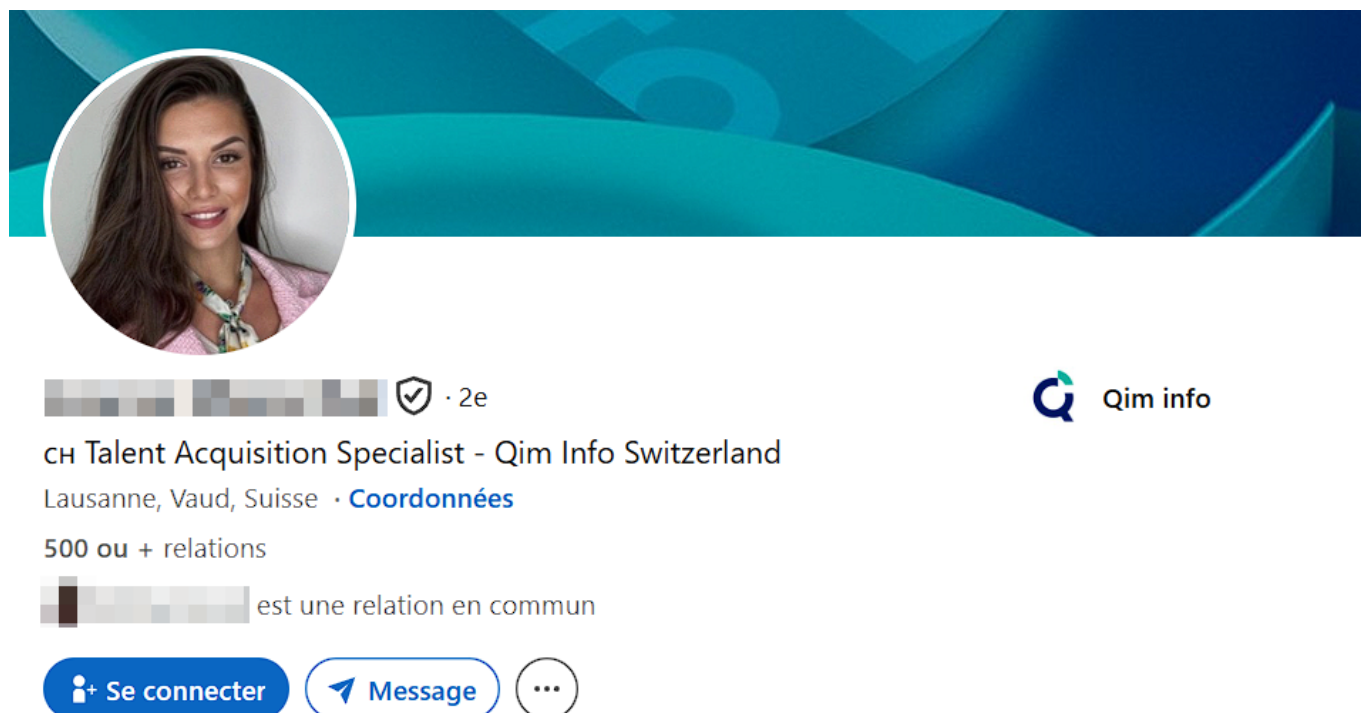 · 2e
Qim info
CH Talent Acquisition Specialist - Qim Info Switzerland
Lausanne, Vaud, Suisse · Coordonnées
500 ou + relations
est une relation en commun
Se connecter
Message